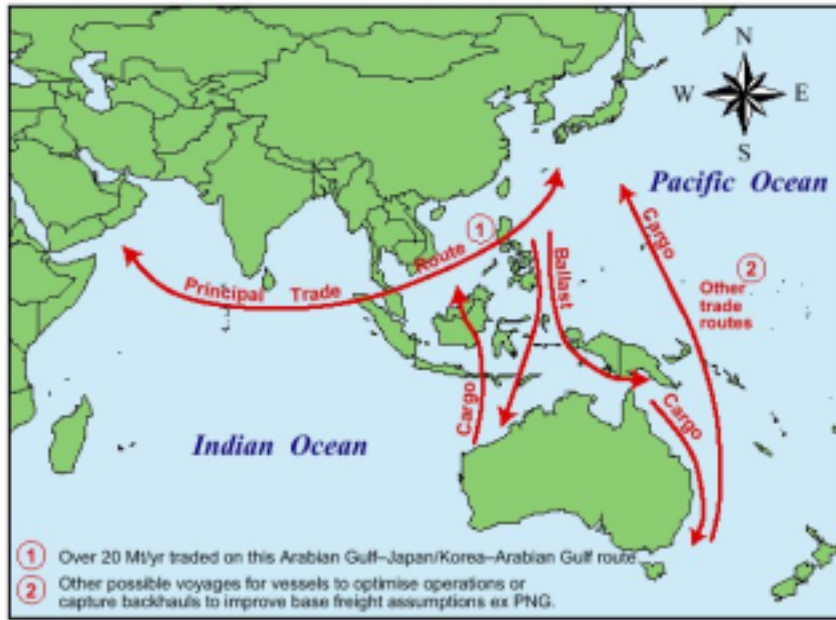 N
W E
S
Pacific Ocean
Cargo
1
Route
Principal Trade
Ballast
2
Other
trade
routes
Cargo
Cargo
Indian Ocean
1 Over 20 Mt/yr traded on this Arabian Gulf–Japan/Korea–Arabian Gulf route
2 Other possible voyages for vessels to optimise operations or
capture backhauls to improve base freight assumptions ex PNG.